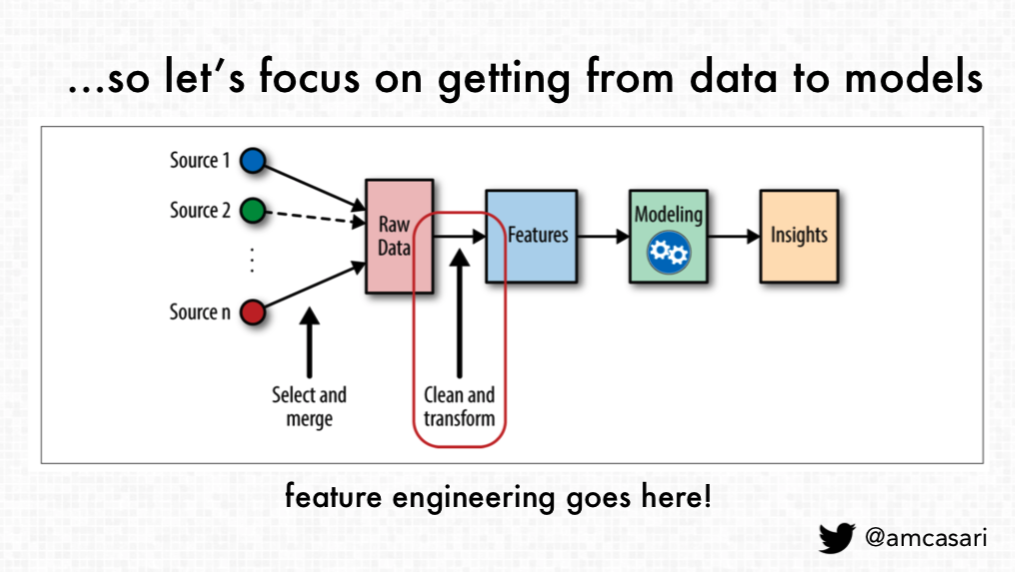 ...so let's focus on getting from data to models
Source 1
Source 2
Source n
Raw
Data
Features
Modeling
Insights
Select and
merge
Clean and
transform
feature engineering goes here!
@amcasari